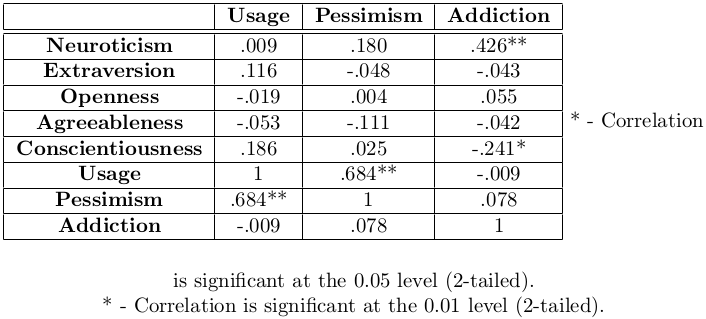 Usage Pessimism Addiction
Neuroticism .009 .180 .426**
Extraversion .116 -.048 -.043
Openness -.019 .004 .055
Agreeableness -.053 -.111 -.042
* - Correlation
Conscientiousness .186 .025 -.241*
Usage 1 .684** -.009
Pessimism .684** 1 .078
Addiction -.009 .078 1
is significant at the 0.05 level (2-tailed).
* - Correlation is significant at the 0.01 level (2-tailed).